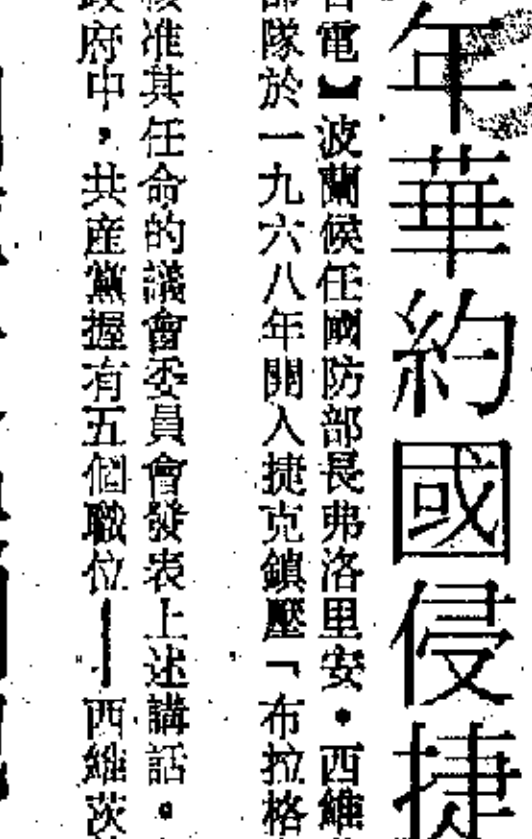 年華約國侵捷
電】波蘭候任國防部長弗洛里安·西維
部隊於一九六八年開入捷克鎮壓「布拉格
准其任命的議會委員會發表上述講話。
政府中，共產黨握有五個職位——西維茨